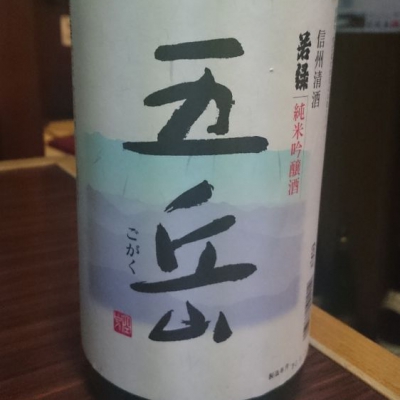 信州清酒
若緑
純米吟醸酒
五岳
ごがく